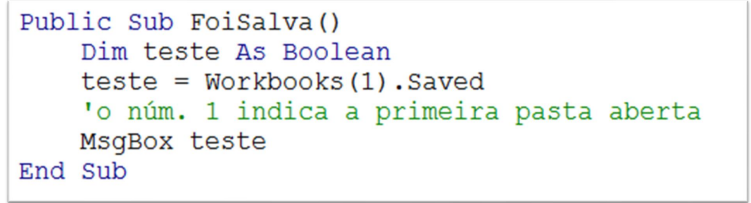 Public Sub FoiSalva()
    Dim teste As Boolean
    teste = Workbooks(1).Saved
    'o núm. 1 indica a primeira pasta aberta
    MsgBox teste
End Sub